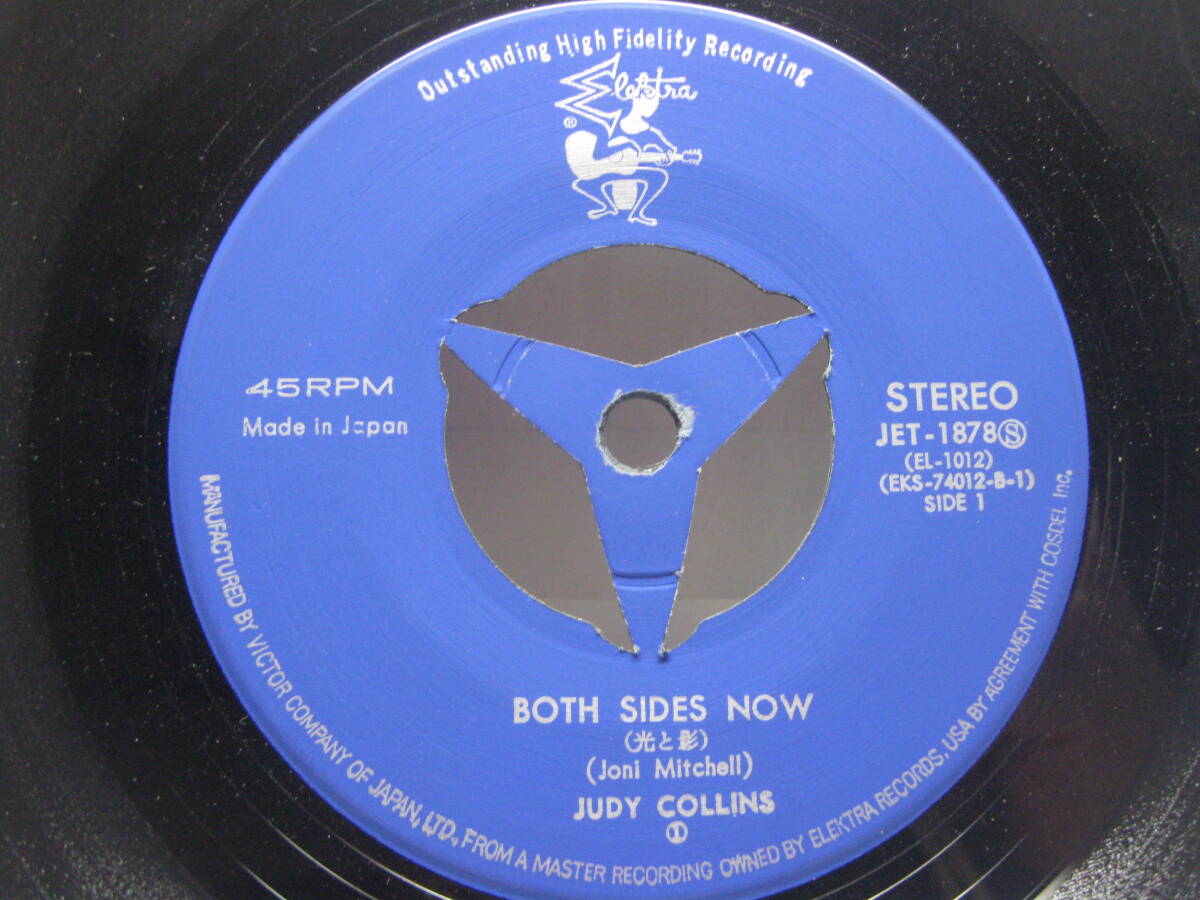 Outstanding High Fidelity Recording
Elektra
®
45RPM
Made in Japan
STEREO
JET-1878Ⓢ
(EL-1012)
(EKS-74012-B-1)
SIDE 1
BOTH SIDES NOW
(光と影)
(Joni Mitchell)
JUDY COLLINS
Ⓘ
MANUFACTURED BY VICTOR COMPANY OF JAPAN, LTD., FROM A MASTER RECORDING OWNED BY ELEKTRA RECORDS, USA BY AGREEMENT WITH COSDEL Inc.